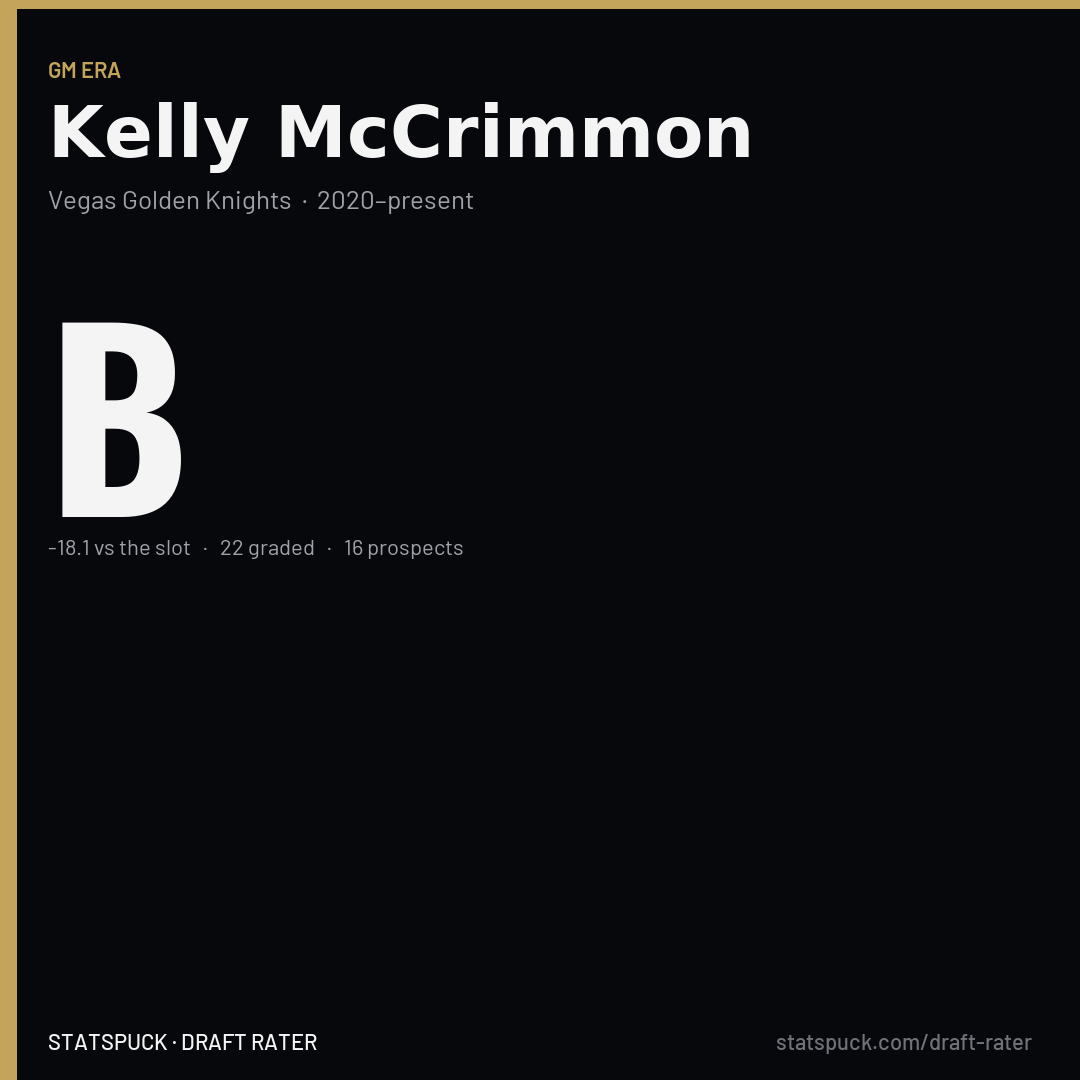 GM ERA
Kelly McCrimmon
Vegas Golden Knights · 2020–present
B
-18.1 vs the slot · 22 graded · 16 prospects
STATSPUCK · DRAFT RATER
statspuck.com/draft-rater